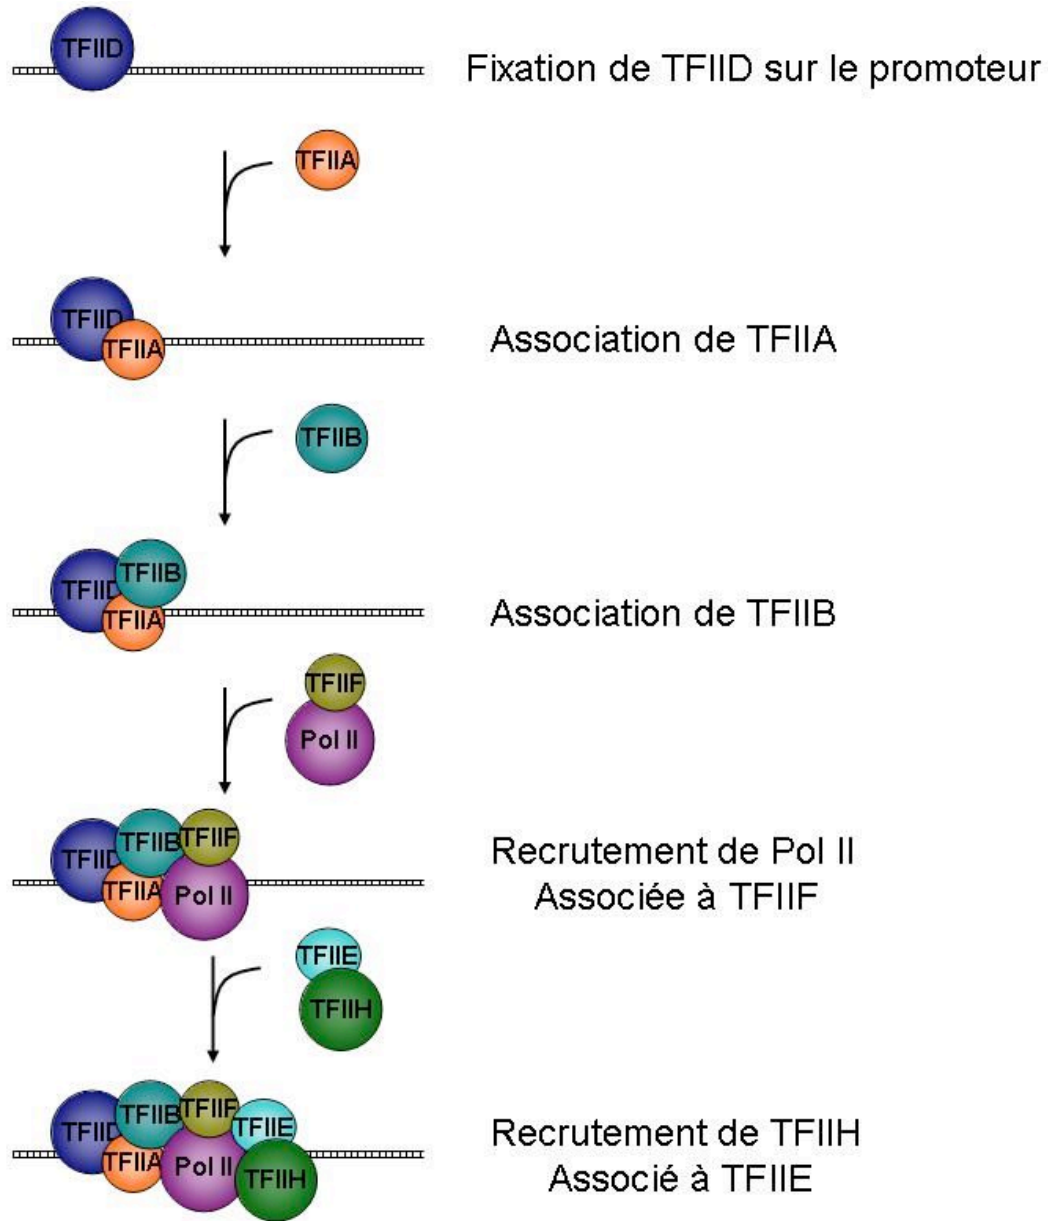 TFIID
Fixation de TFIID sur le promoteur
TFIIA
TFIID
TFIIA
Association de TFIIA
TFIIB
TFIIB
TFIID
TFIIA
Association de TFIIB
TFIIF
Pol II
TFIIB
TFIIF
TFIID
TFIIA
Pol II
Recrutement de Pol II
Associée à TFIIF
TFIIE
TFIIH
TFIIB
TFIIF
TFIIE
TFIID
TFIIA
Pol II
TFIIH
Recrutement de TFIIH
Associé à TFIIE